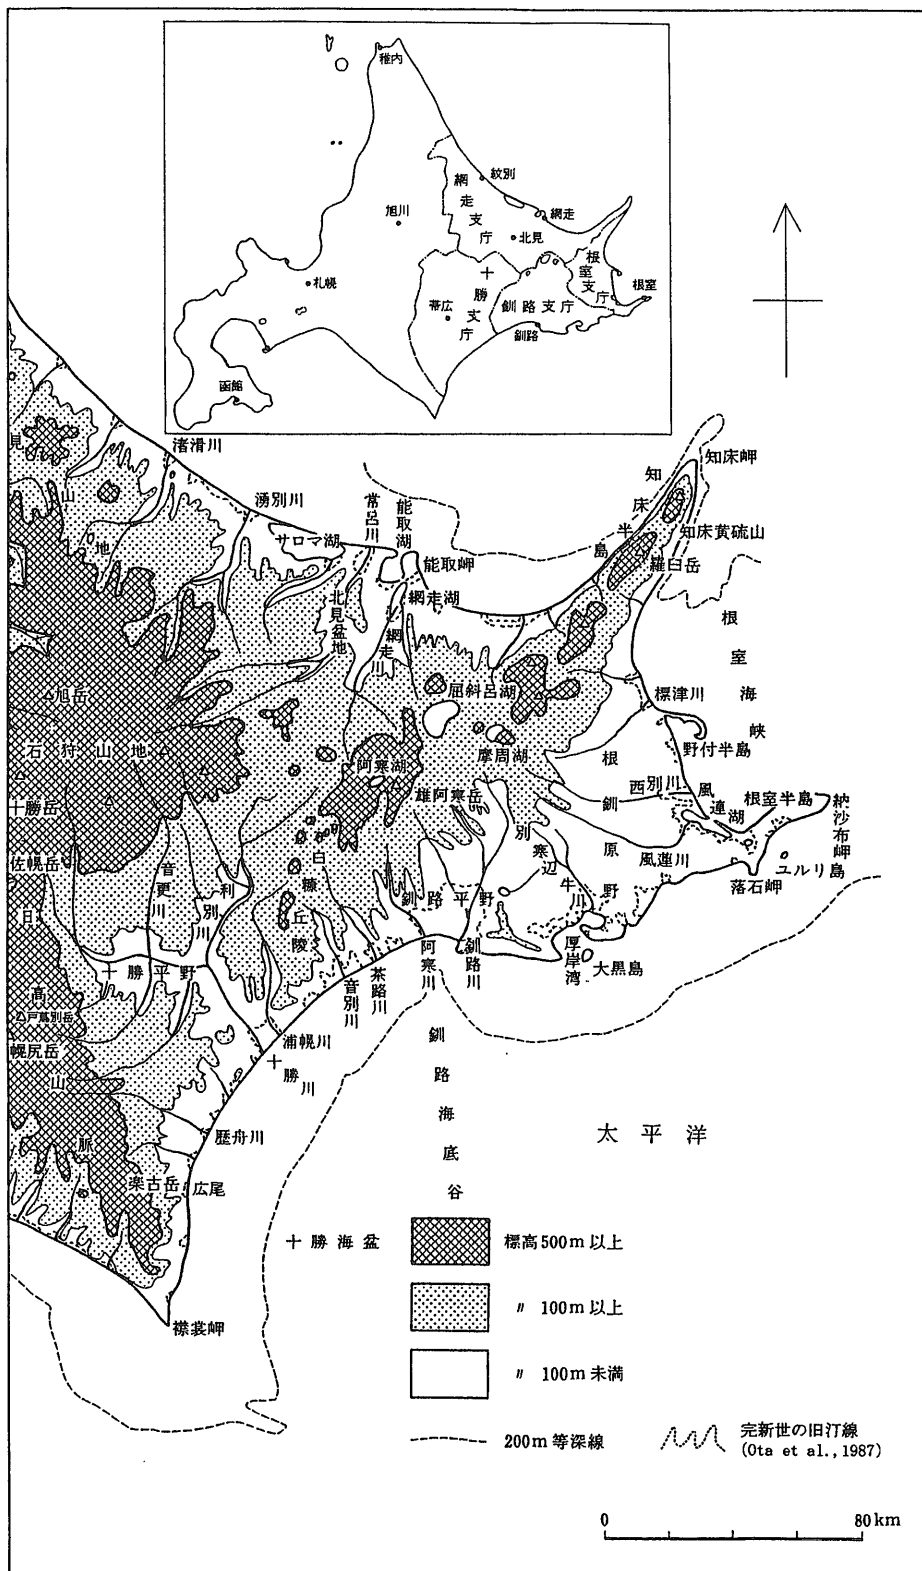 稚内
紋別
網走支庁
網走
旭川
北見
根室支庁
根室
札幌
十勝支庁
帯広
釧路支庁
釧路
函館
渚滑川
知床岬
知床半島
湧別川
常呂川
能取湖
サロマ湖
能取岬
知床黄硫山
羅臼岳
見山地
北見盆地
網走湖
網走川
根室海峡
屈斜呂湖
標津川
旭岳
石狩山地
摩周湖
野付半島
阿寒湖
雄阿寒岳
西別川
風連湖
根室半島
納沙布岬
十勝岳
根釧原野
風蓮川
ユルリ島
落石岬
佐幌岳
音更川
利別川
白糠丘陵
釧路平野
別寒辺牛川
厚岸湾
大黒島
日高山脈
十勝平野
阿寒川
釧路川
茶路川
音別川
戸蔦別岳
幌尻岳
浦幌川
十勝川
釧路海底谷
歴舟川
太平洋
楽古岳
広尾
十勝海盆
標高500m以上
〃 100m以上
襟裳岬
〃 100m未満
200m等深線
完新世の旧汀線
(Ota et al., 1987)
0 80km